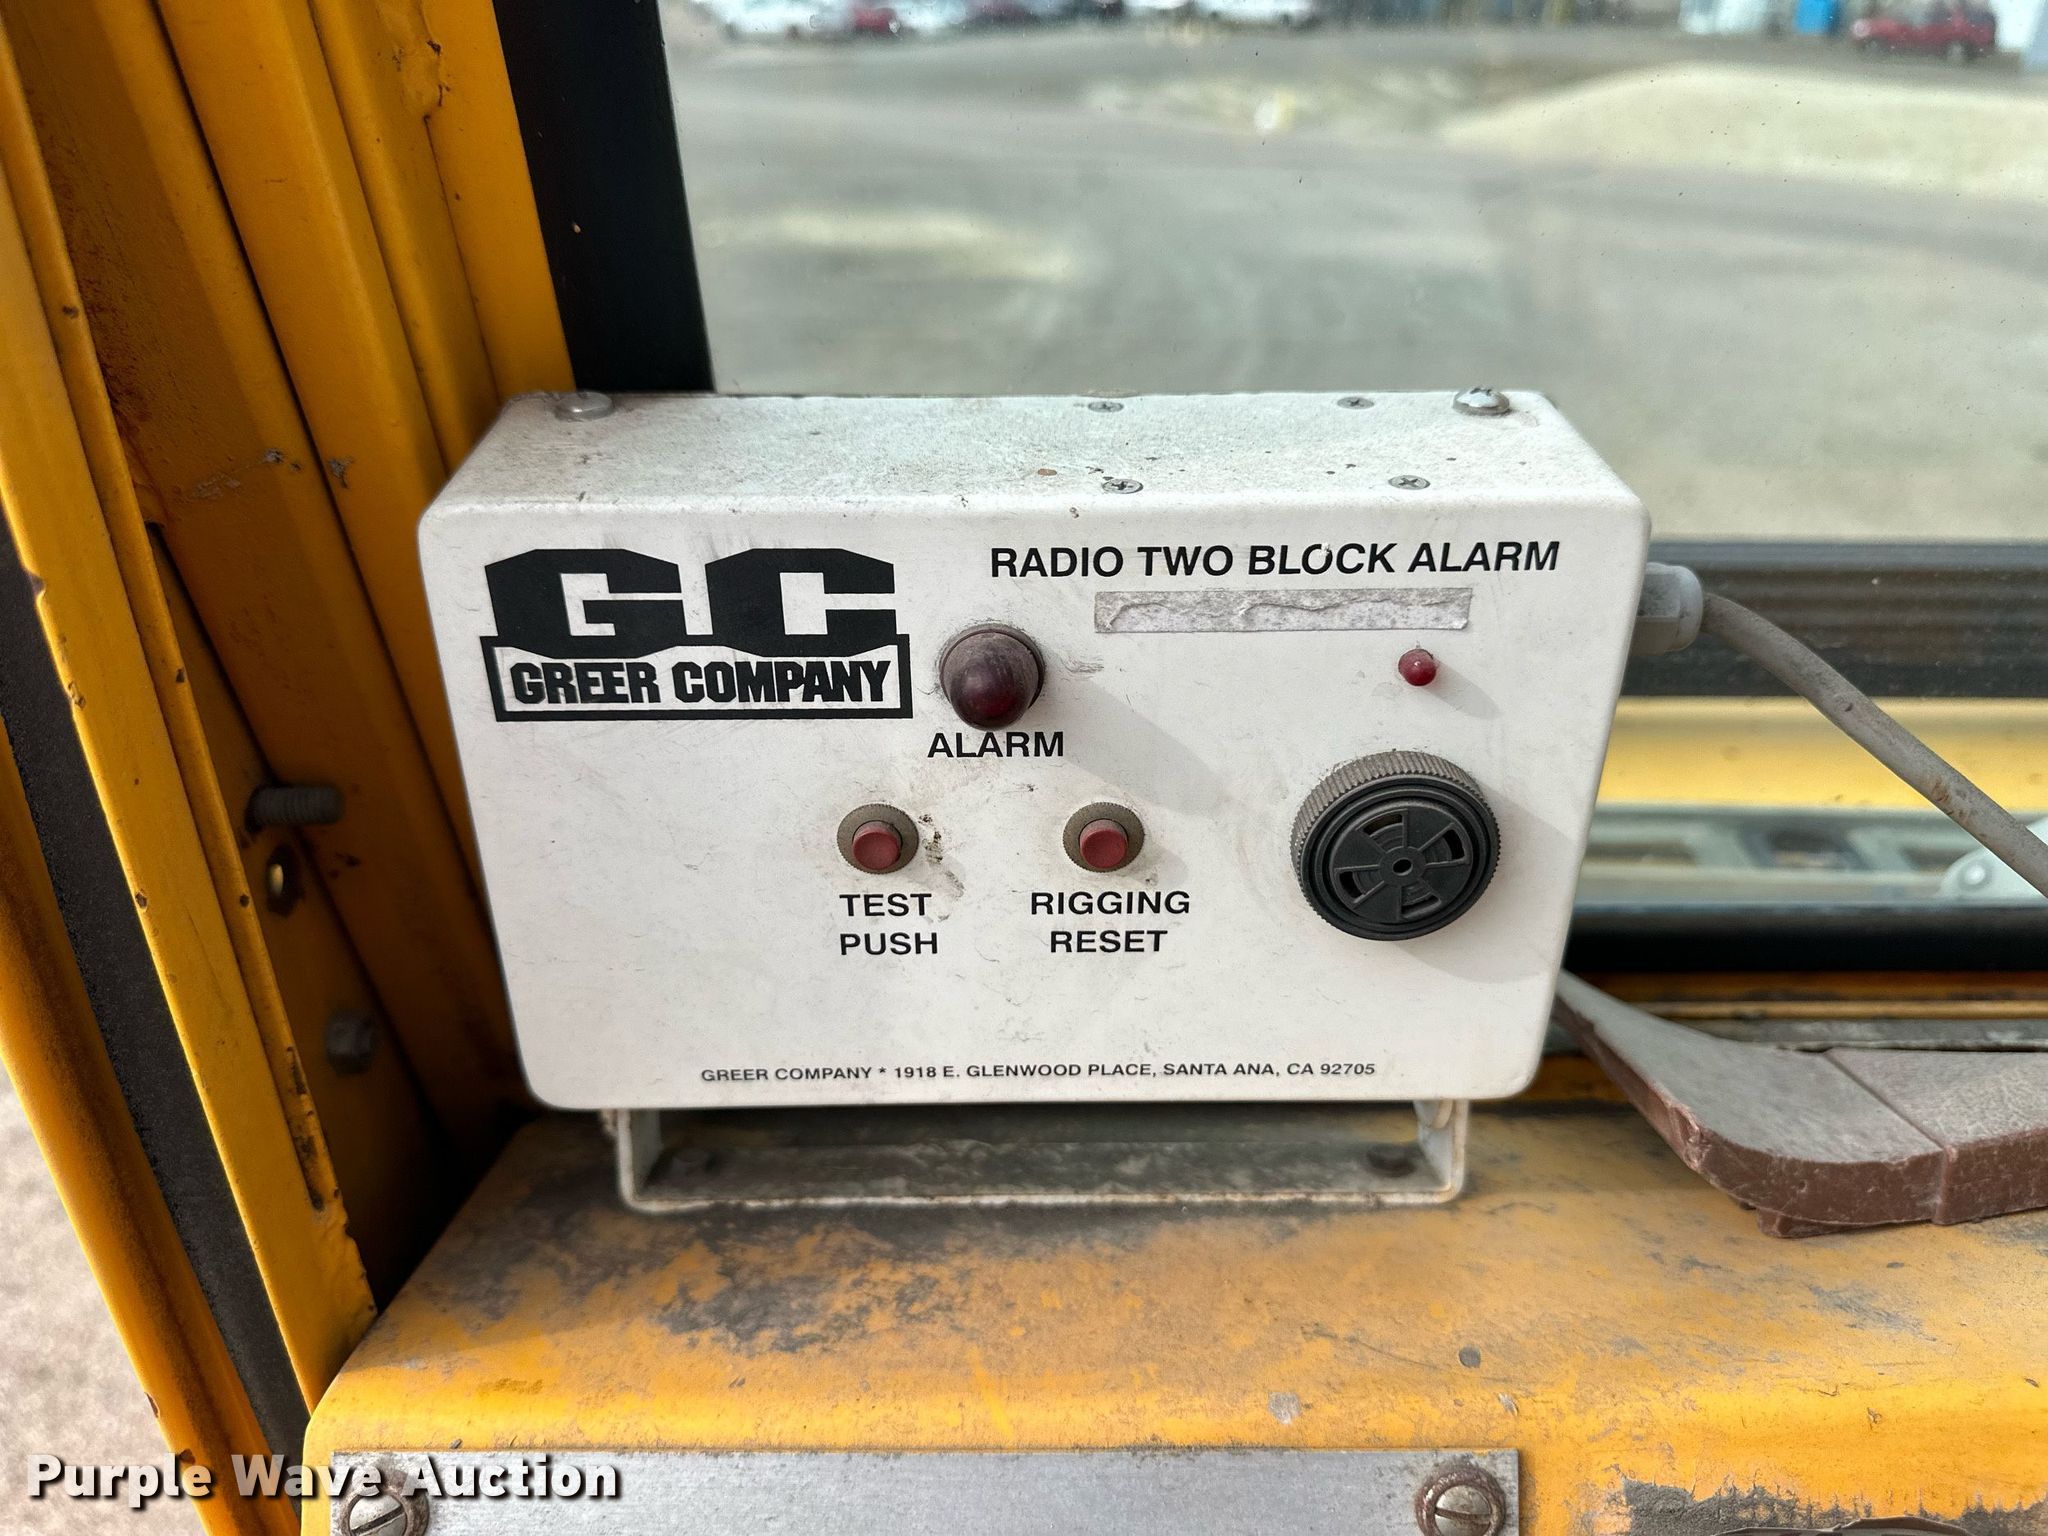 GC
GREER COMPANY
RADIO TWO BLOCK ALARM
ALARM
TEST
PUSH
RIGGING
RESET
GREER COMPANY * 1918 E. GLENWOOD PLACE, SANTA ANA, CA 92705
Purple Wave Auction